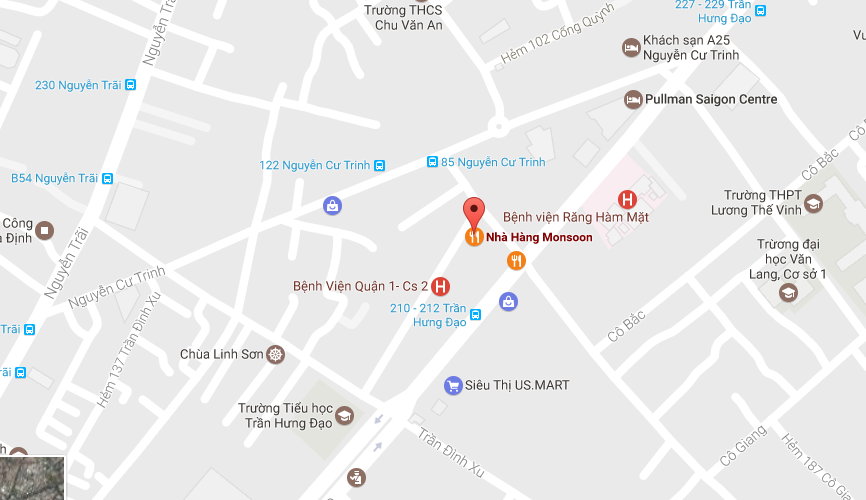 Trường THCS
Chu Văn An
227 - 229 Trần
Hưng Đạo
Nguyễn Trãi
Hẻm 102 Cống Quỳnh
Khách sạn A25
Nguyễn Cư Trinh
230 Nguyễn Trãi
Pullman Saigon Centre
Cô Bắc
122 Nguyễn Cư Trinh
85 Nguyễn Cư Trinh
B54 Nguyễn Trãi
Trường THPT
Lương Thế Vinh
Bệnh viện Răng Hàm Mặt
Công
Định
Nhà Hàng Monsoon
Trường đại
học Văn
Lang, Cơ sở 1
Nguyễn Trãi
Nguyễn Cư Trinh
Bệnh Viện Quận 1- Cs 2
210 - 212 Trần
Hưng Đạo
Cô Bắc
Trãi
Hẻm 137 Trần Đình Xu
Chùa Linh Sơn
Siêu Thị US.MART
Trường Tiểu học
Trần Hưng Đạo
Trần Đình Xu
Cô Giang
Hẻm 187 Cô Giang